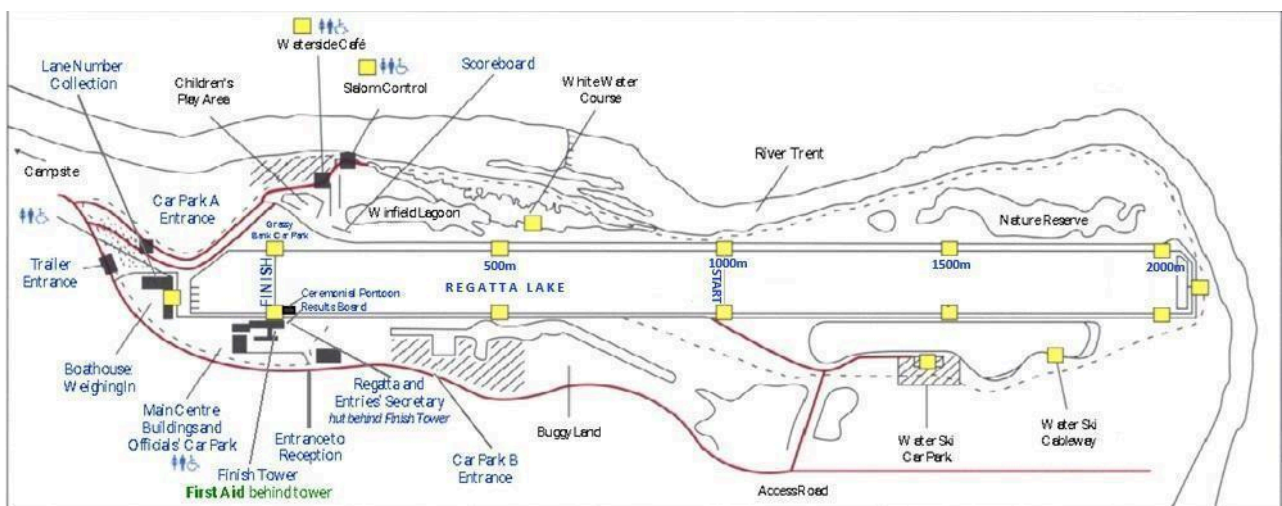 Waterside Café
Lane Number
Collection
Children's
Play Area
Slalom Control
Scoreboard
White Water
Course
River Trent
Campsite
Car Park A
Entrance
Winfield Lagoon
Nature Reserve
Grassy
Bank Car Park
Trailer
Entrance
FINISH
500m
1000m
1500m
2000m
START
REGATTA LAKE
Ceremonial Pontoon
Results Board
Boathouse:
Weighing In
Main Centre
Buildings and
Officials' Car Park
Finish Tower
First Aid behind tower
Entrance to
Reception
Regatta and
Entries' Secretary
hut behind Finish Tower
Car Park B
Entrance
Buggy Land
Access Road
Water Ski
Car Park
Water Ski
Cableway